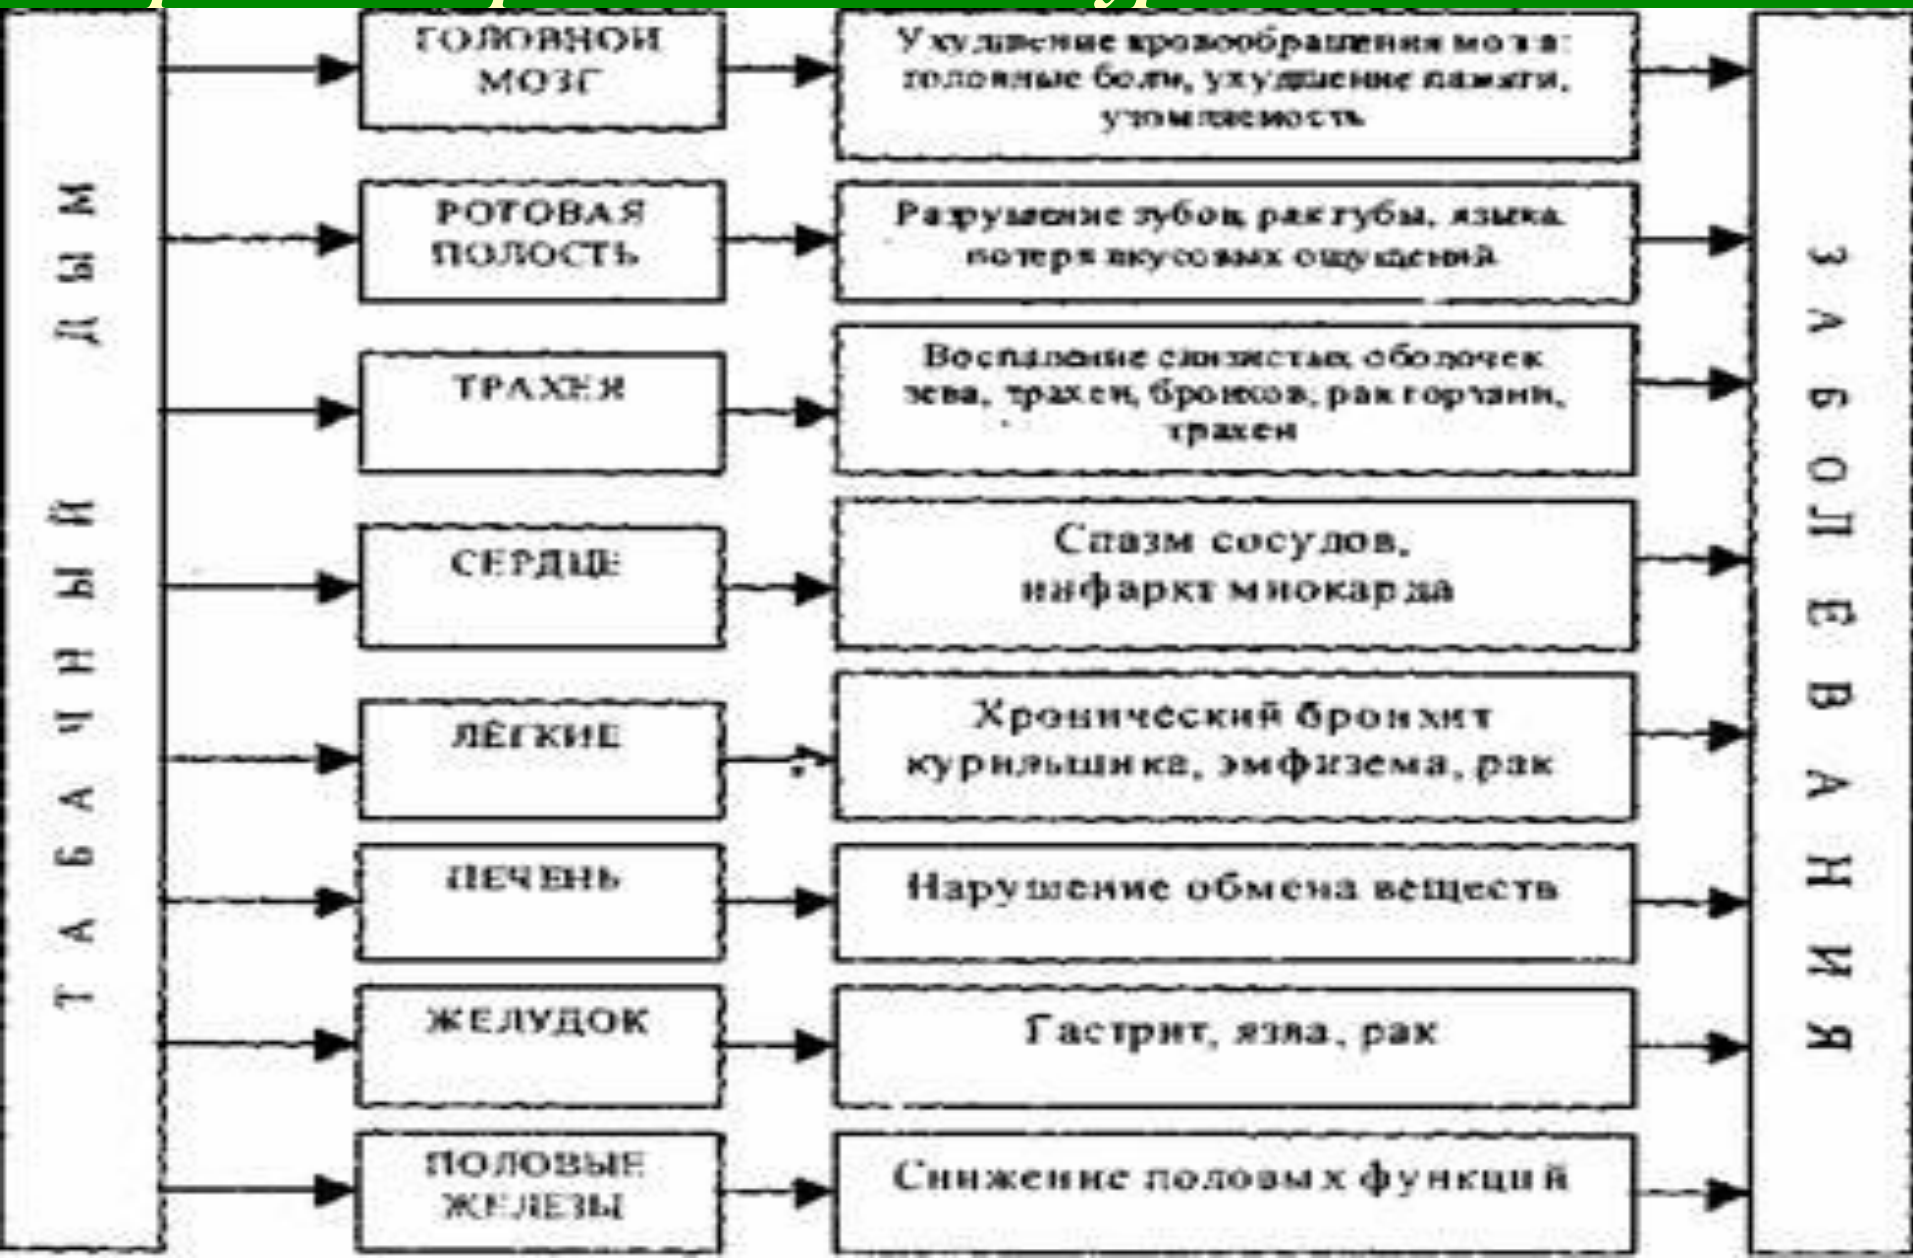 ТАБАЧНЫЙ ДЫМ
ГОЛОВНОЙ
МОЗГ
Ухудшение кровообращения мозга:
головные боли, ухудшение памяти,
утомляемость
РОТОВАЯ
ПОЛОСТЬ
Разрушение зубов, рак губы, языка
потеря вкусовых ощущений
ТРАХЕЯ
Воспаление слизистых оболочек
зева, трахеи, бронхов, рак гортани,
трахеи
СЕРДЦЕ
Спазм сосудов,
инфаркт миокарда
ЛЁГКИЕ
Хронический бронхит
курильщика, эмфизема, рак
ПЕЧЕНЬ
Нарушение обмена веществ
ЖЕЛУДОК
Гастрит, язва, рак
ПОЛОВЫЕ
ЖЕЛЕЗЫ
Снижение половых функций
ЗАБОЛЕВАНИЯ